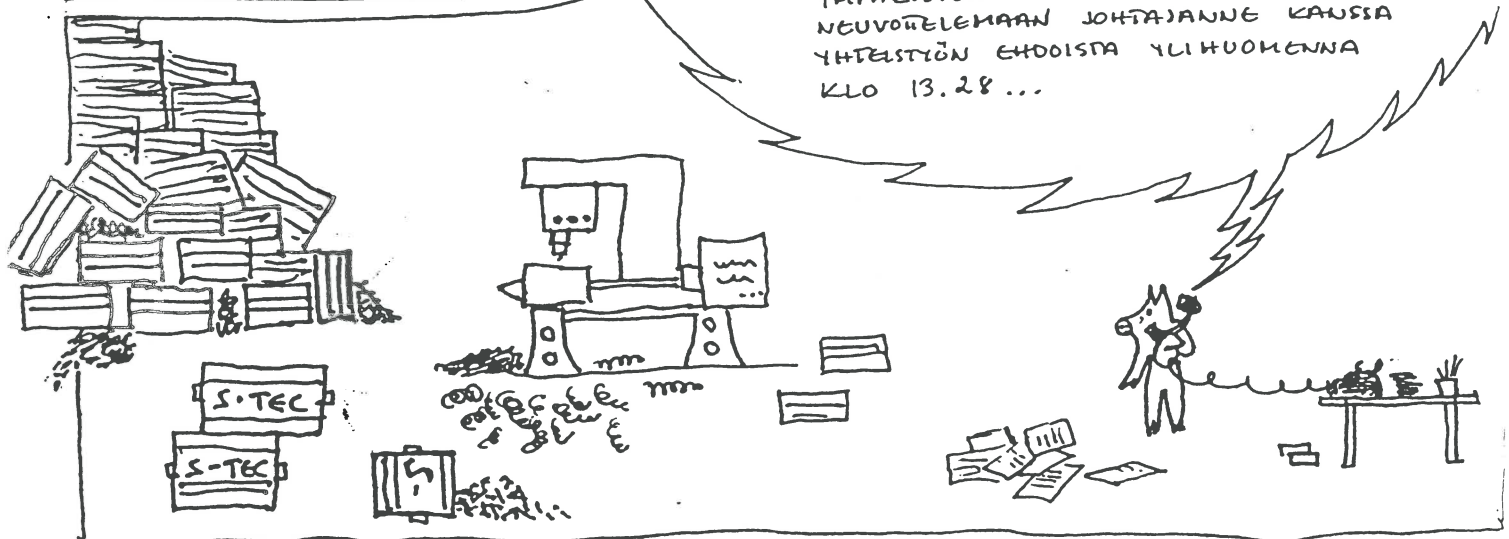 NEUVOTTELEMAAN JOHTAJANNE KANSSA
YHTEISTYÖN EHDOISTA YLIHUOMENNA
KLO 13.28...
S-TEC
S-TEC